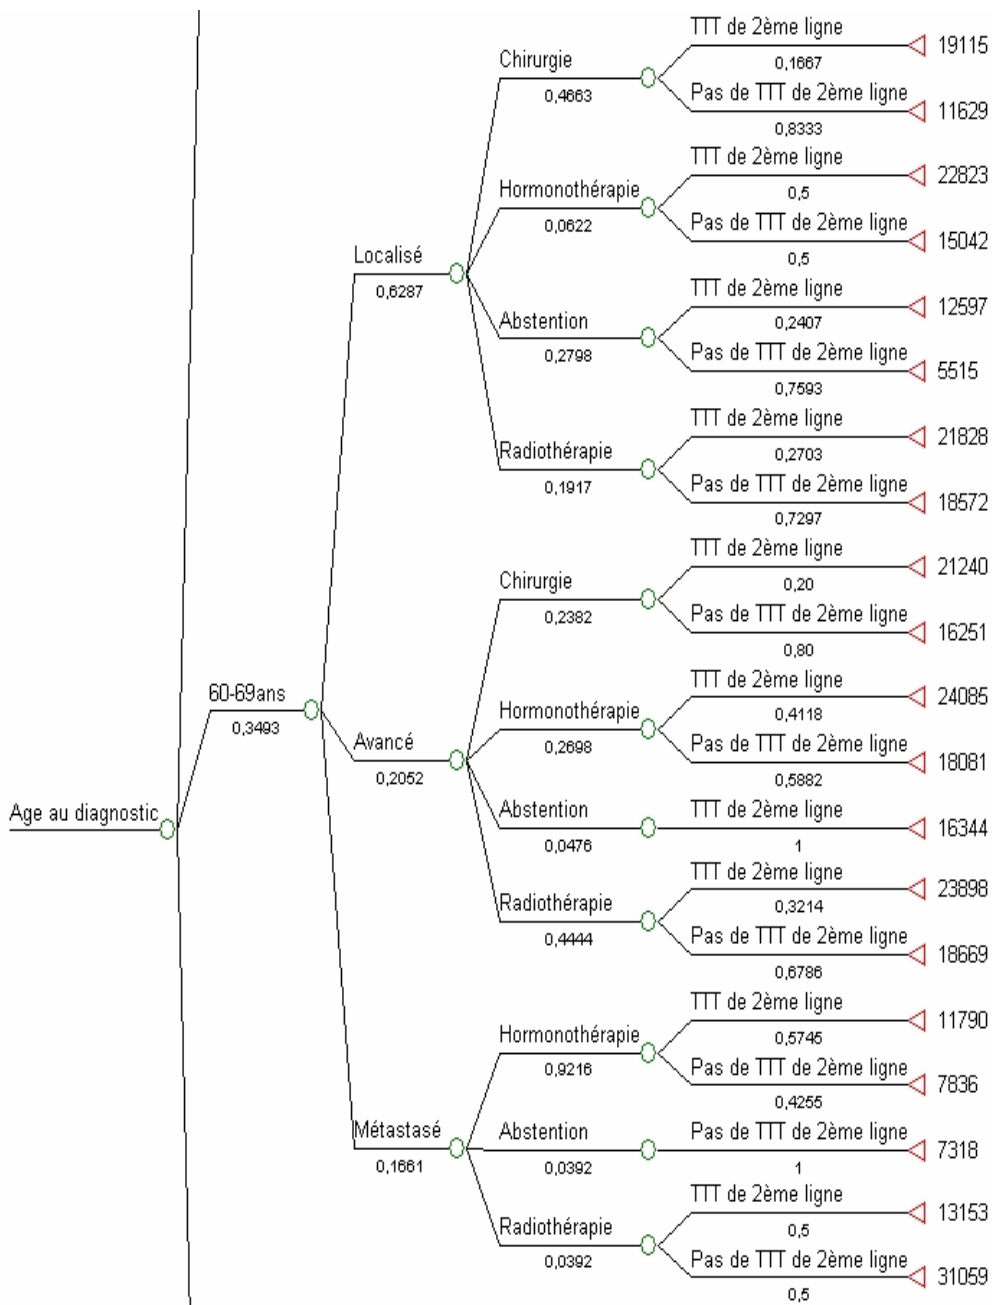 TTT de 2ème ligne
19115
0,1667
Chirurgie
0,4663
Pas de TTT de 2ème ligne
11629
0,8333
TTT de 2ème ligne
22823
0,5
Hormonothérapie
0,0622
Pas de TTT de 2ème ligne
15042
0,5
Localisé
0,6287
TTT de 2ème ligne
12597
0,2407
Abstention
0,2798
Pas de TTT de 2ème ligne
5515
0,7593
TTT de 2ème ligne
21828
0,2703
Radiothérapie
0,1917
Pas de TTT de 2ème ligne
18572
0,7297
TTT de 2ème ligne
21240
0,20
Chirurgie
0,2382
Pas de TTT de 2ème ligne
16251
0,80
60-69ans
0,3493
TTT de 2ème ligne
24085
0,4118
Hormonothérapie
0,2698
Pas de TTT de 2ème ligne
18081
0,5882
Avancé
0,2052
Age au diagnostic
Abstention
0,0476
TTT de 2ème ligne
16344
1
TTT de 2ème ligne
23898
0,3214
Radiothérapie
0,4444
Pas de TTT de 2ème ligne
18669
0,6786
TTT de 2ème ligne
11790
0,5745
Hormonothérapie
0,9216
Pas de TTT de 2ème ligne
7836
0,4255
Métastasé
0,1661
Abstention
0,0392
Pas de TTT de 2ème ligne
7318
1
TTT de 2ème ligne
13153
0,5
Radiothérapie
0,0392
Pas de TTT de 2ème ligne
31059
0,5